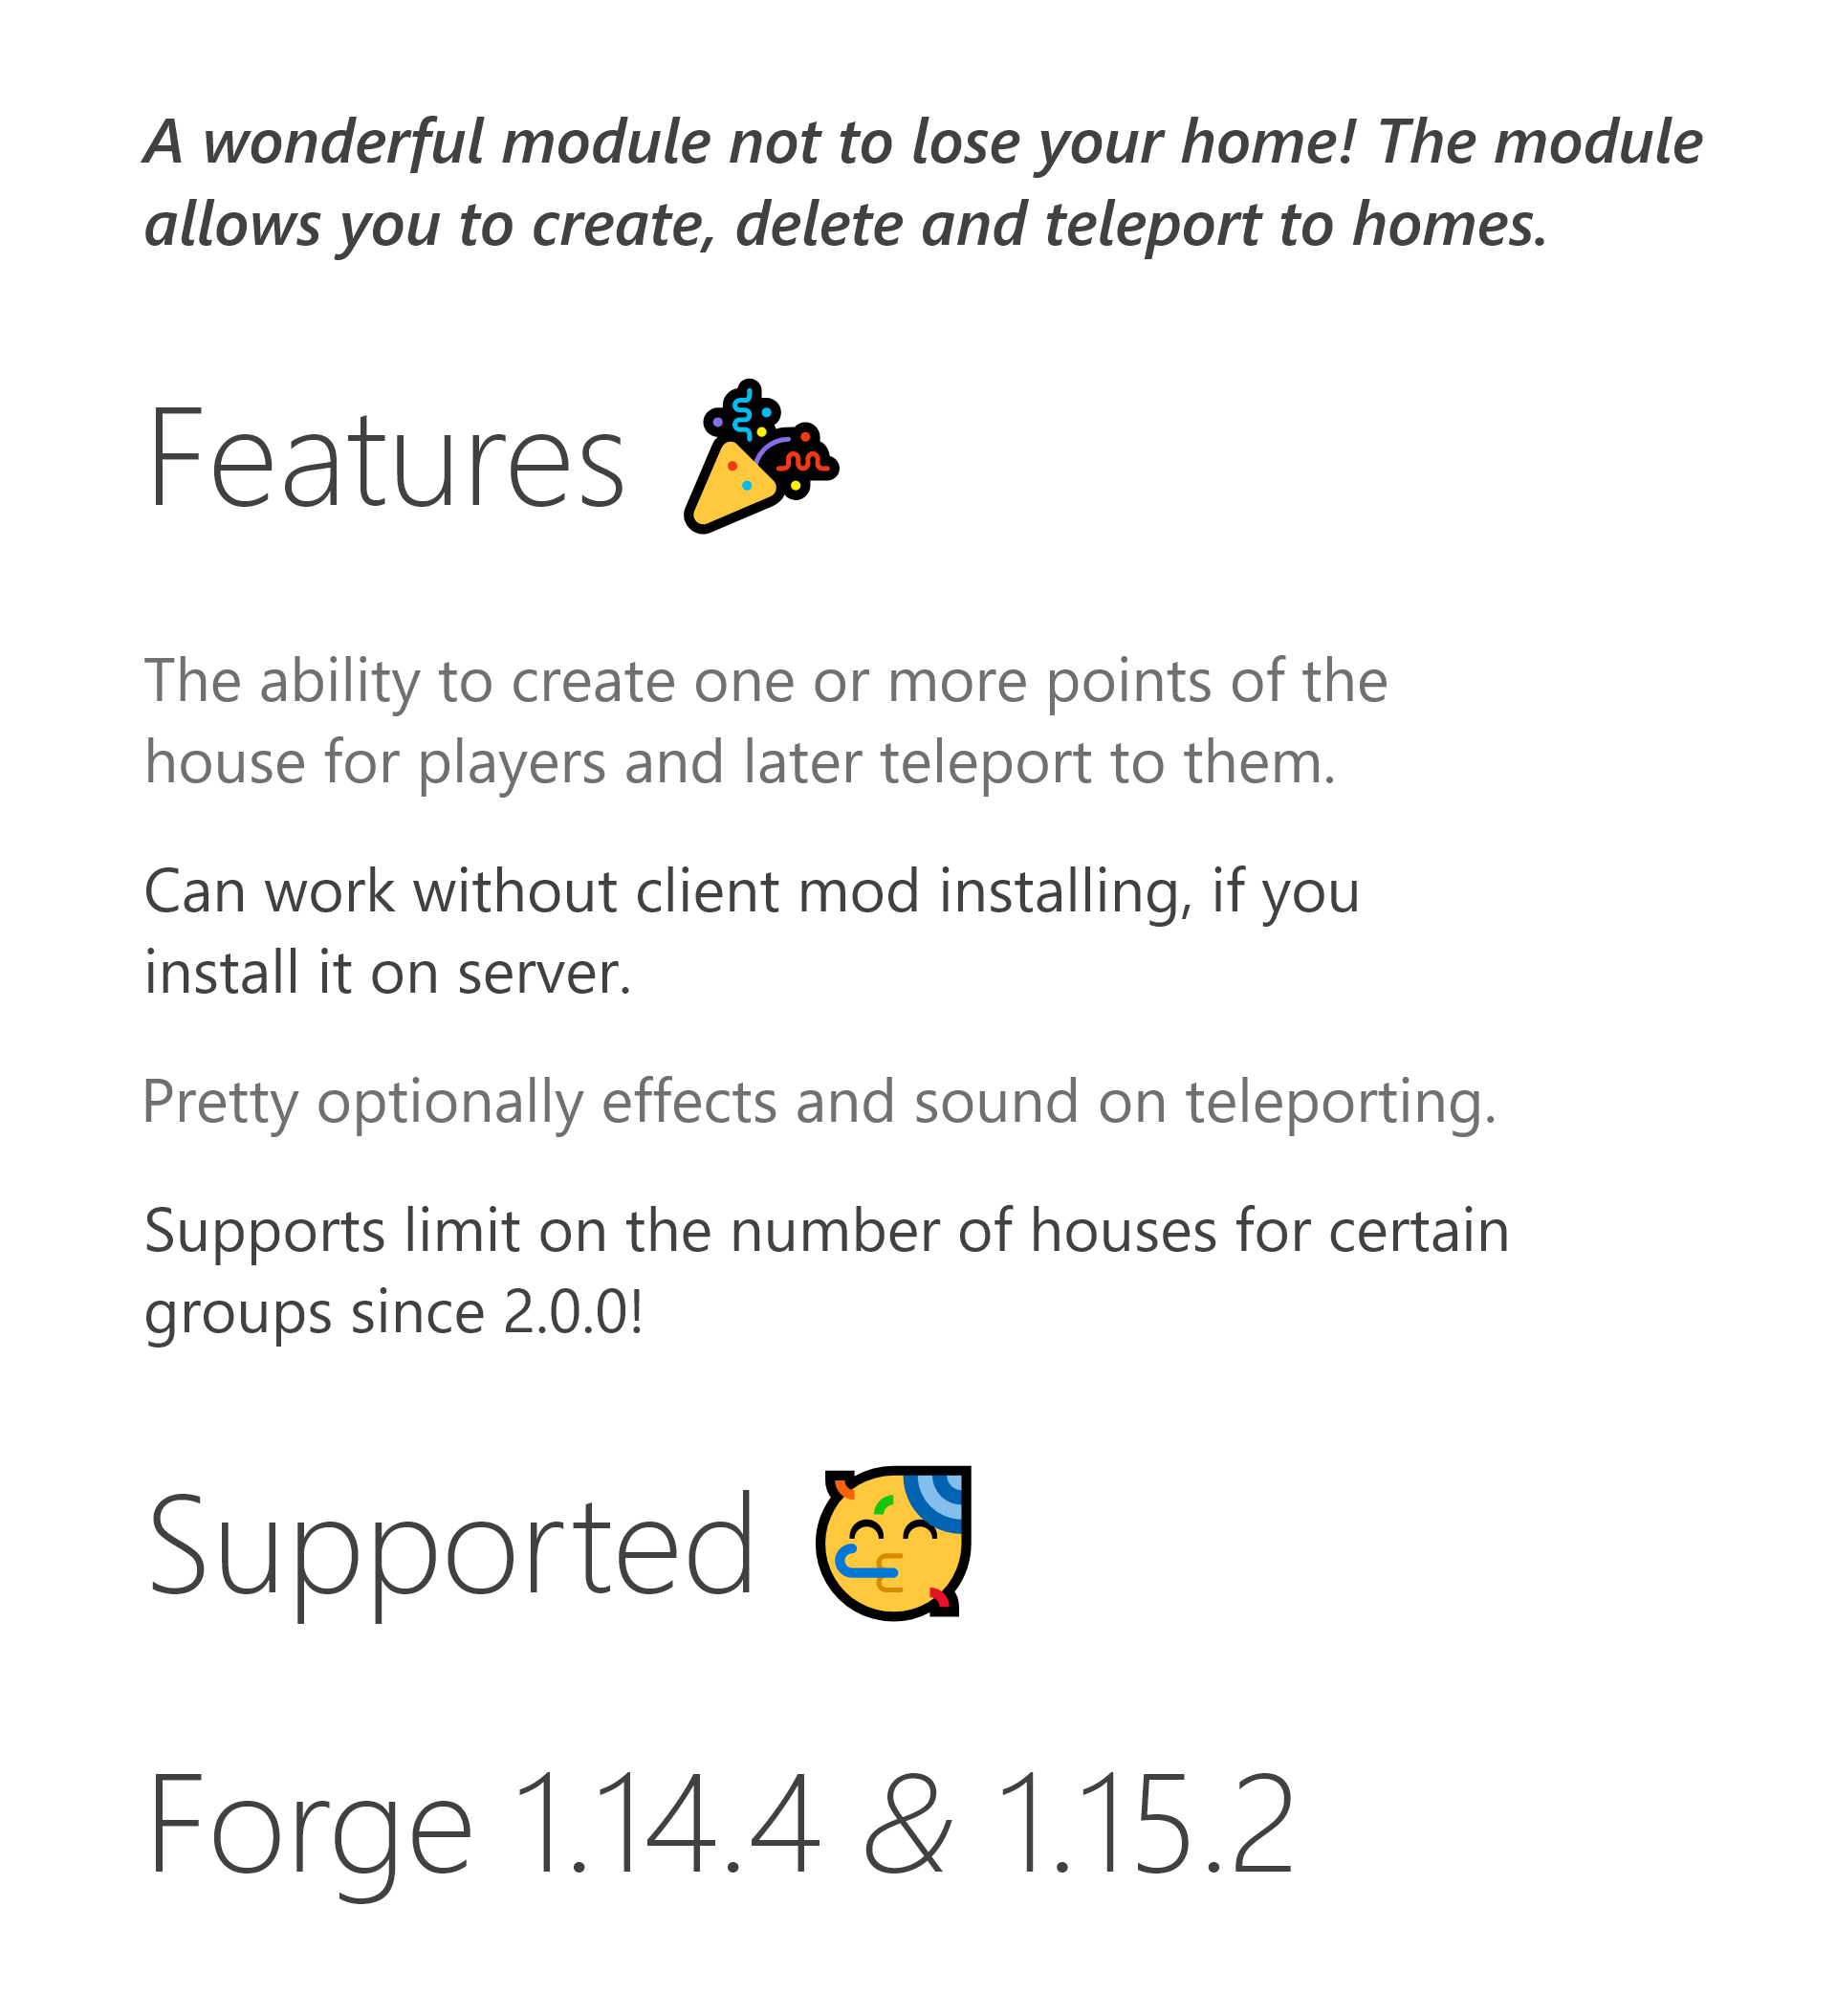 A wonderful module not to lose your home! The module
allows you to create, delete and teleport to homes.
Features
The ability to create one or more points of the
house for players and later teleport to them.
Can work without client mod installing, if you
install it on server.
Pretty optionally effects and sound on teleporting.
Supports limit on the number of houses for certain
groups since 2.0.0!
Supported
Forge 1.14.4 & 1.15.2